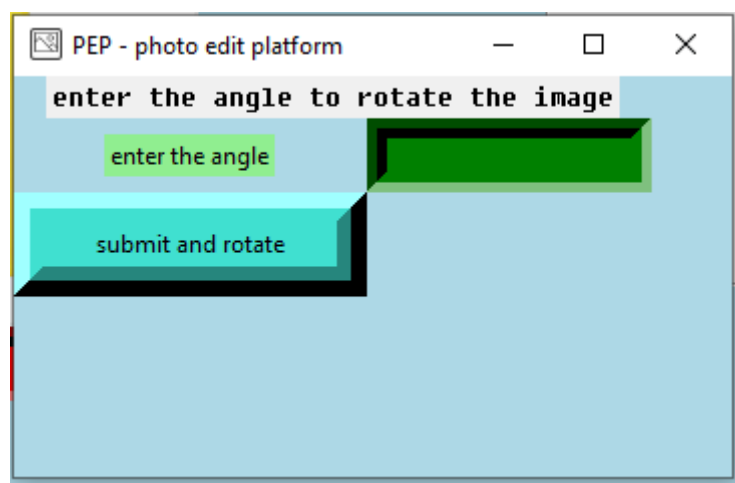 PEP - photo edit platform
enter the angle to rotate the image
enter the angle
submit and rotate